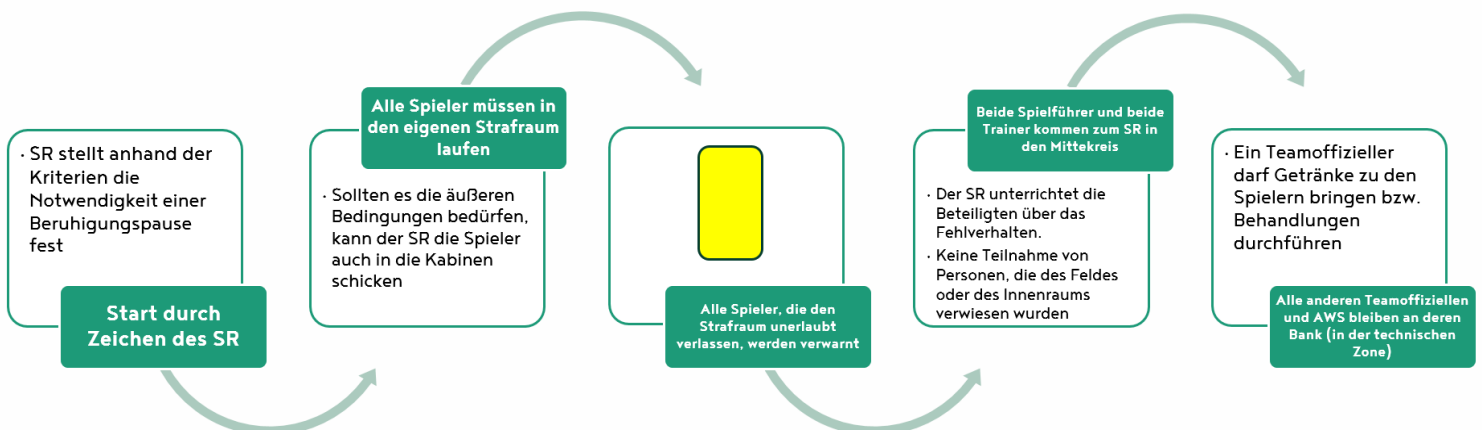 · SR stellt anhand der
Kriterien die
Notwendigkeit einer
Beruhigungspause
fest
Start durch
Zeichen des SR
Alle Spieler müssen in
den eigenen Strafraum
laufen
· Sollten es die äußeren
Bedingungen bedürfen,
kann der SR die Spieler
auch in die Kabinen
schicken
Alle Spieler, die den
Strafraum unerlaubt
verlassen, werden verwarnt
Beide Spielführer und beide
Trainer kommen zum SR in
den Mittekreis
· Der SR unterrichtet die
Beteiligten über das
Fehlverhalten.
· Keine Teilnahme von
Personen, die des Feldes
oder des Innenraums
verwiesen wurden
· Ein Teamoffizieller
darf Getränke zu den
Spielern bringen bzw.
Behandlungen
durchführen
Alle anderen Teamoffiziellen
und AWS bleiben an deren
Bank (in der technischen
Zone)